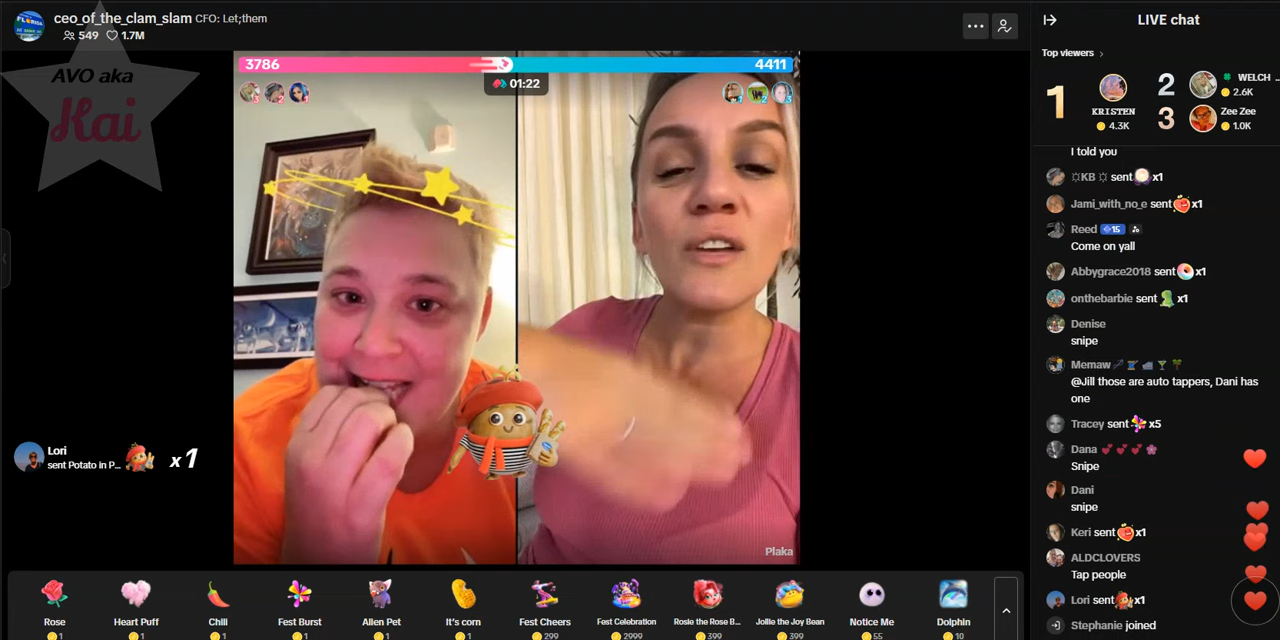 ceo_of_the_clam_slam CFO: Let;them
549 1.7M
AVO aka
Kai
3786
4411
01:22
Plaka
Lori
sent Potato in P... x1
Rose
1
Heart Puff
1
Chili
1
Fest Burst
1
Alien Pet
1
It's corn
1
Fest Cheers
299
Fest Celebration
2999
Rosie the Rose B...
399
Jollie the Joy Bean
399
Notice Me
55
Dolphin
10
LIVE chat
Top viewers
1
KRISTEN
4.3K
2
WELCH ...
2.6K
3
Zee Zee
1.0K
I told you
KB sent x1
Jami_with_no_e sent x1
Reed 15
Come on yall
Abbygrace2018 sent x1
onthebarbie sent x1
Denise
snipe
Memaw
@Jill those are auto tappers, Dani has
one
Tracey sent x5
Dana
Snipe
Dani
snipe
Keri sent x1
ALDCLOVERS
Tap people
Lori sent x1
Stephanie joined